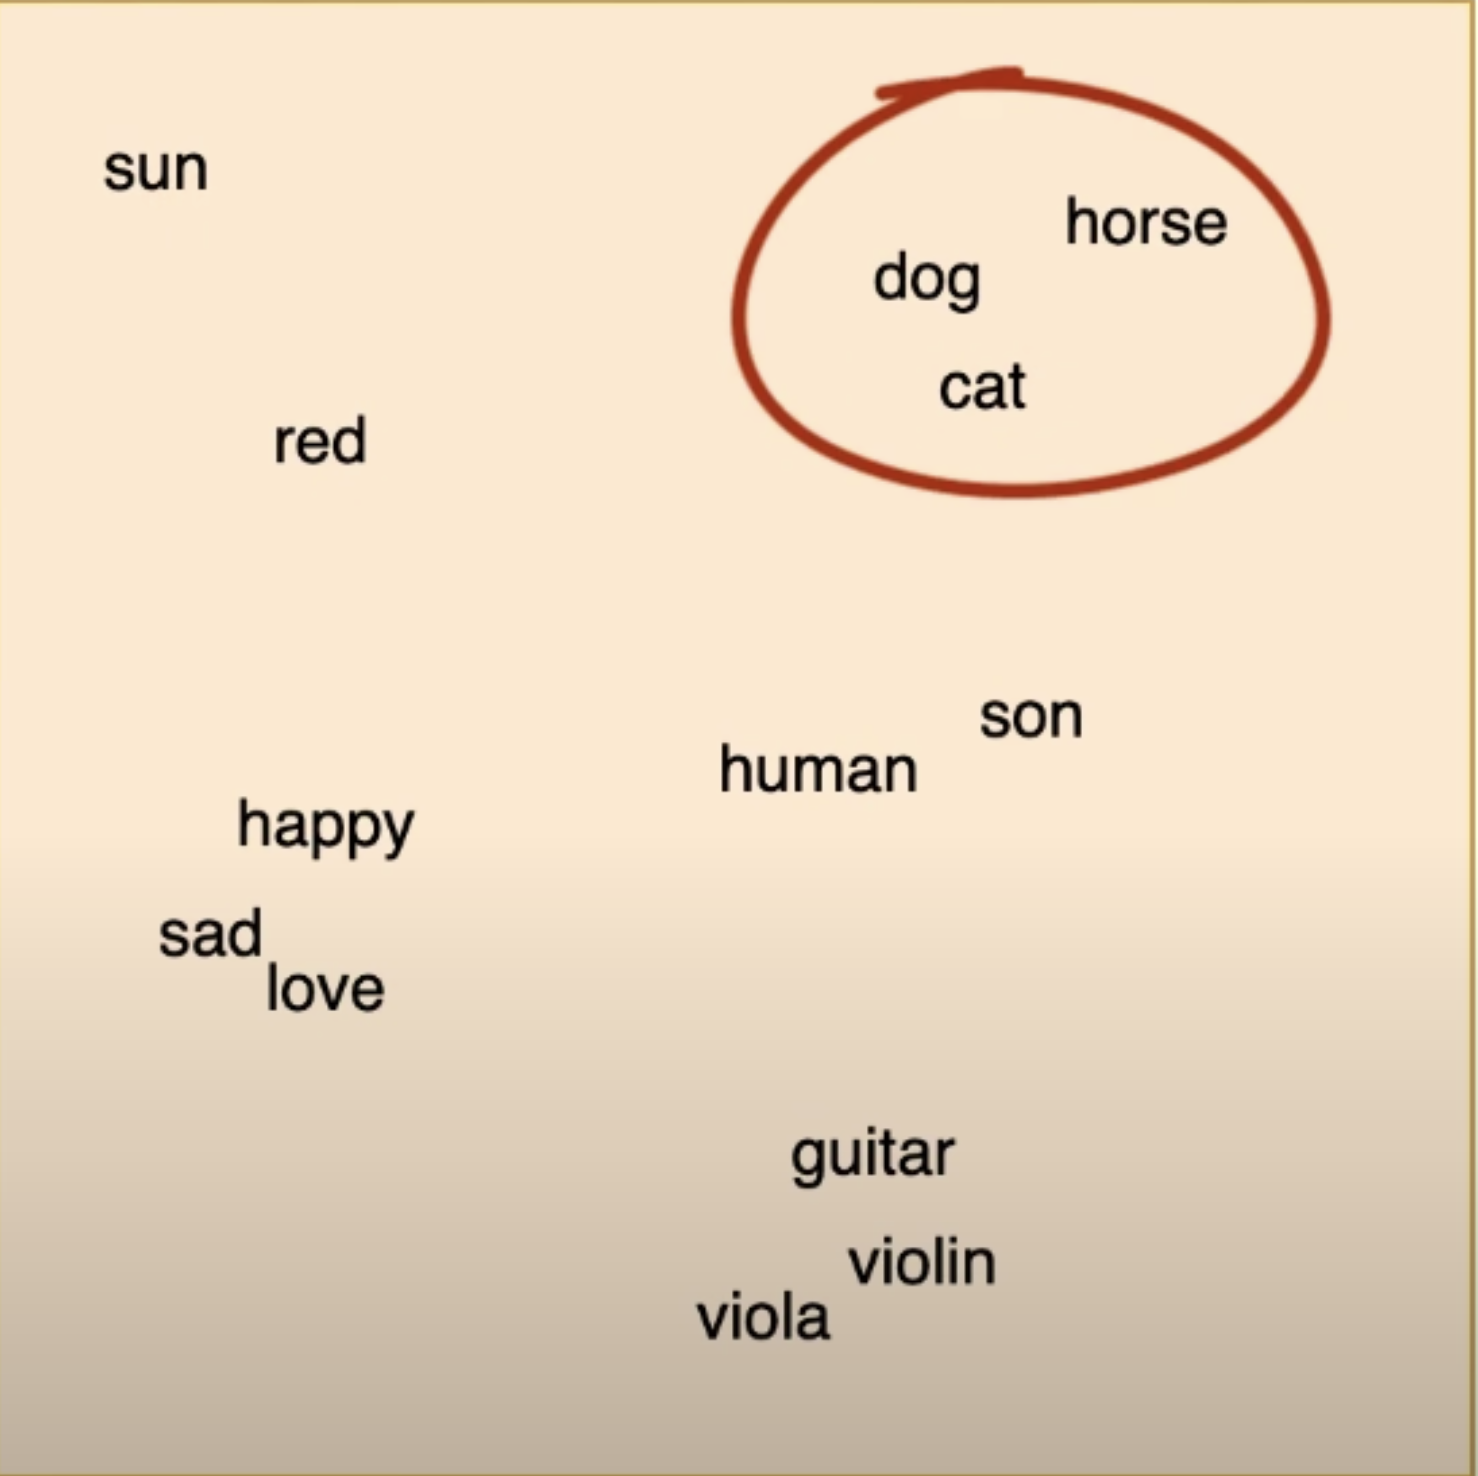 sun
horse
dog
cat
red
son
human
happy
sad
love
guitar
violin
viola